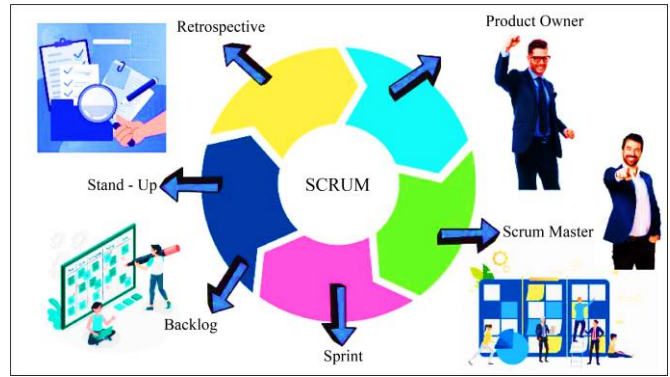 Retrospective
Product Owner
Stand - Up
SCRUM
Scrum Master
Backlog
Sprint